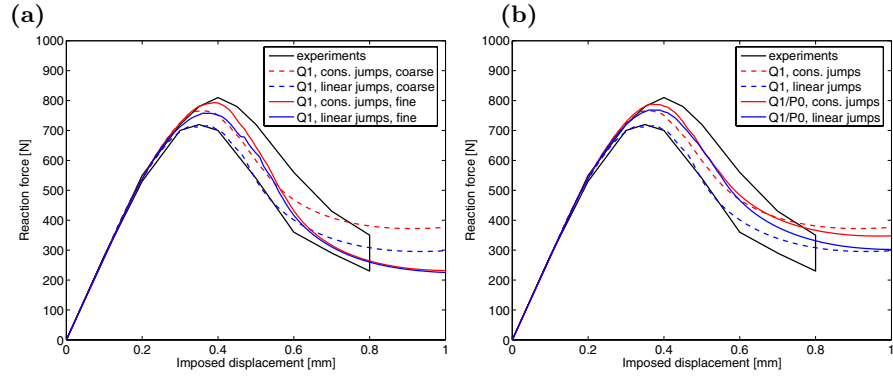 (a)
1000
900
800
700
600
500
400
300
200
100
0
Reaction force [N]
0 0.2 0.4 0.6 0.8 1
Imposed displacement [mm]
experiments
Q1, cons. jumps, coarse
Q1, linear jumps, coarse
Q1, cons. jumps, fine
Q1, linear jumps, fine
(b)
1000
900
800
700
600
500
400
300
200
100
0
Reaction force [N]
0 0.2 0.4 0.6 0.8 1
Imposed displacement [mm]
experiments
Q1, cons. jumps
Q1, linear jumps
Q1/P0, cons. jumps
Q1/P0, linear jumps